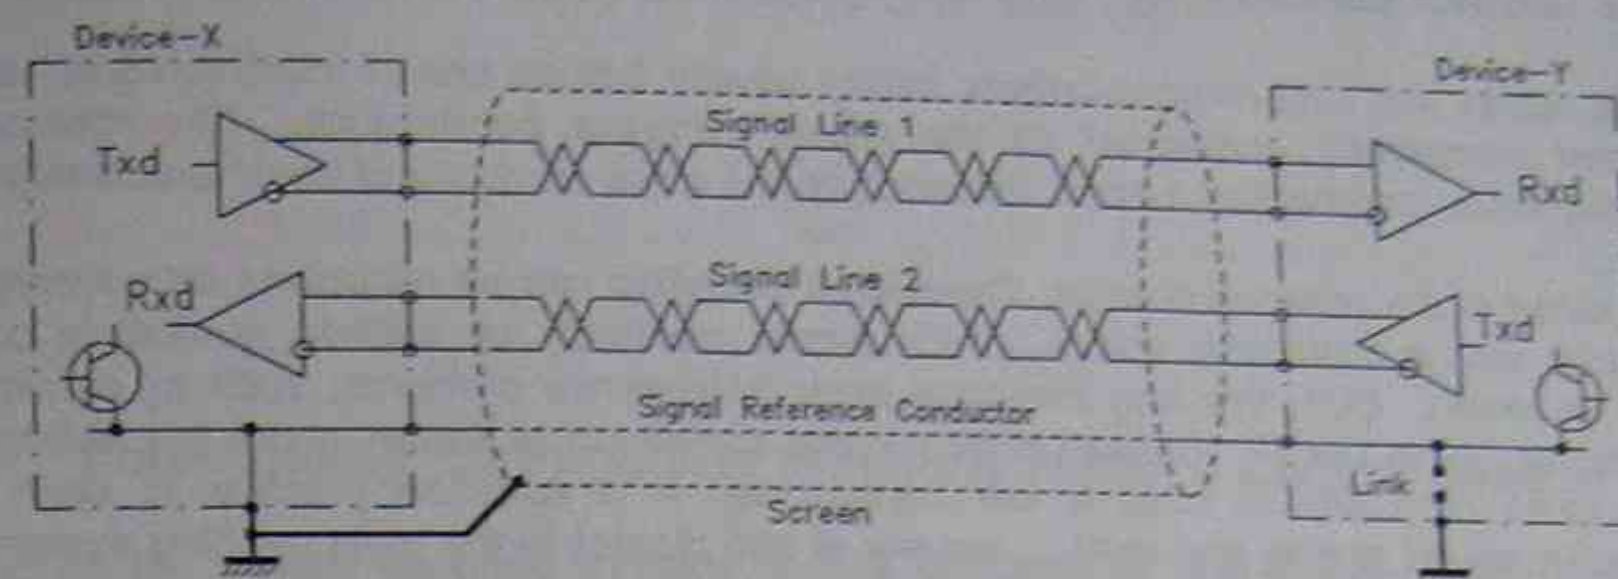 Device-X
Device-Y
Signal Line 1
Txd
Rxd
Signal Line 2
Rxd
Txd
Signal Reference Conductor
Link
Screen